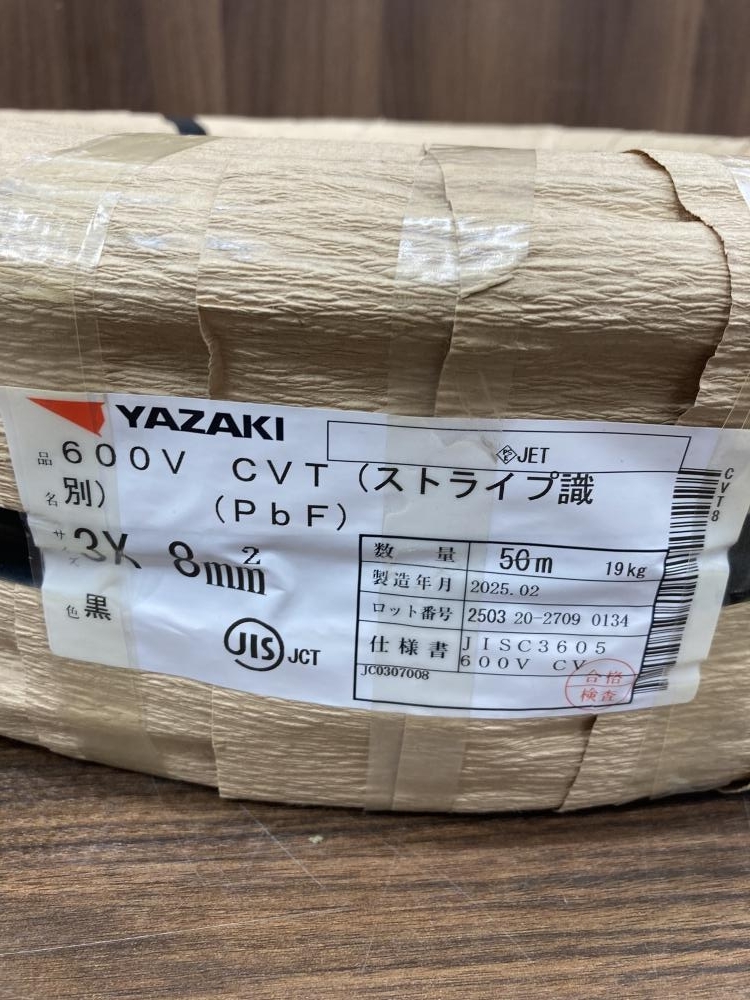 YAZAKI
JET
品名 600V CVT(ストライプ識別)
(PbF)
サイズ 3X 8mm²
色 黒
JIS JCT
数量 50m 19kg
製造年月 2025.02
ロット番号 2503 20-2709 0134
仕様書 JISC3605
600V CV
JC0307008
合格
検査
CVT8